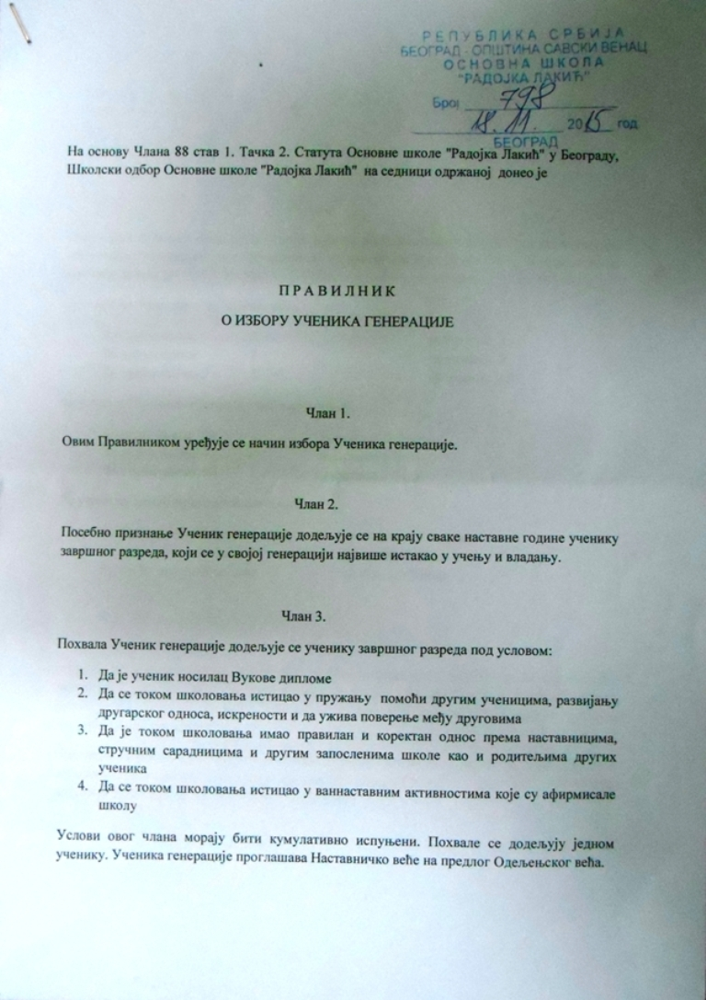 РЕПУБЛИКА СРБИЈА
БЕОГРАД - ОПШТИНА САВСКИ ВЕНАЦ
ОСНОВНА ШКОЛА
"РАДОЈКА ЛАКИЋ"
Број 798
18.11. 2015 год
БЕОГРАД
На основу Члана 88 став 1. Тачка 2. Статута Основне школе "Радојка Лакић" у Београду,
Школски одбор Основне школе "Радојка Лакић" на седници одржаној донео је
П Р А В И Л Н И К
О ИЗБОРУ УЧЕНИКА ГЕНЕРАЦИЈЕ
Члан 1.
Овим Правилником уређује се начин избора Ученика генерације.
Члан 2.
Посебно признање Ученик генерације додељује се на крају сваке наставне године ученику
завршног разреда, који се у својој генерацији највише истакао у учењу и владању.
Члан 3.
Похвала Ученик генерације додељује се ученику завршног разреда под условом:
1. Да је ученик носилац Вукове дипломе
2. Да се током школовања истицао у пружању помоћи другим ученицима, развијању
другарског односа, искрености и да ужива поверење међу друговима
3. Да је током школовања имао правилан и коректан однос према наставницима,
стручним сарадницима и другим запосленима школе као и родитељима других
ученика
4. Да се током школовања истицао у ваннаставним активностима које су афирмисале
школу
Услови овог члана морају бити кумулативно испуњени. Похвале се додељују једном
ученику. Ученика генерације проглашава Наставничко веће на предлог Одељењског већа.